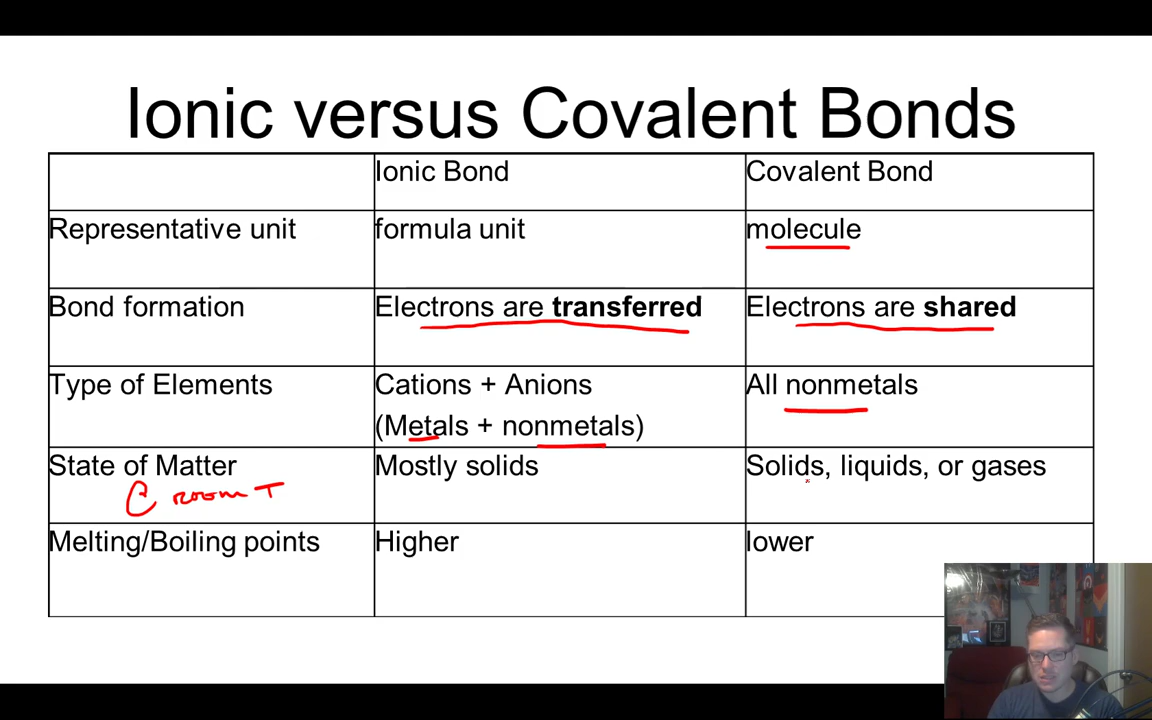 Ionic versus Covalent Bonds
Ionic Bond Covalent Bond
Representative unit formula unit molecule
Bond formation Electrons are transferred Electrons are shared
Type of Elements Cations + Anions All nonmetals
(Metals + nonmetals)
State of Matter Mostly solids Solids, liquids, or gases
@ room T
Melting/Boiling points Higher lower